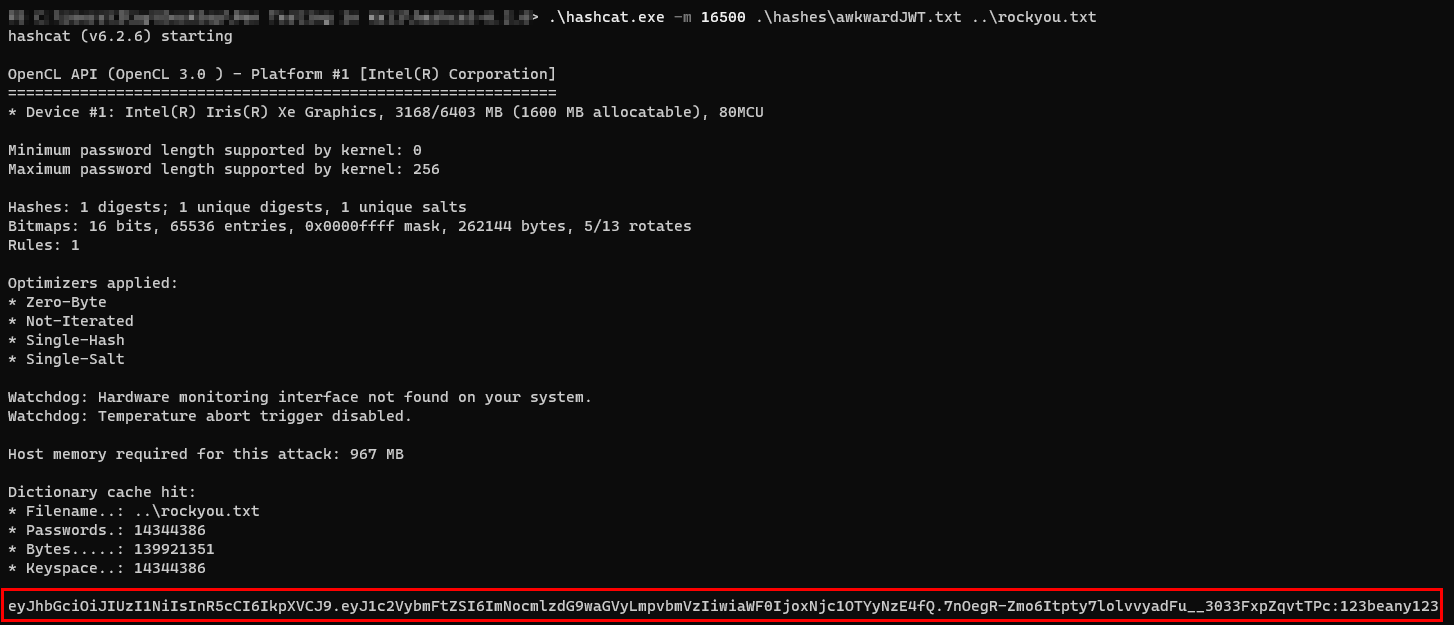 > .\hashcat.exe -m 16500 .\hashes\awkwardJWT.txt ..\rockyou.txt
hashcat (v6.2.6) starting
OpenCL API (OpenCL 3.0 ) - Platform #1 [Intel(R) Corporation]
=============================================================
* Device #1: Intel(R) Iris(R) Xe Graphics, 3168/6403 MB (1600 MB allocatable), 80MCU
Minimum password length supported by kernel: 0
Maximum password length supported by kernel: 256
Hashes: 1 digests; 1 unique digests, 1 unique salts
Bitmaps: 16 bits, 65536 entries, 0x0000ffff mask, 262144 bytes, 5/13 rotates
Rules: 1
Optimizers applied:
* Zero-Byte
* Not-Iterated
* Single-Hash
* Single-Salt
Watchdog: Hardware monitoring interface not found on your system.
Watchdog: Temperature abort trigger disabled.
Host memory required for this attack: 967 MB
Dictionary cache hit:
* Filename..: ..\rockyou.txt
* Passwords.: 14344386
* Bytes.....: 139921351
* Keyspace..: 14344386
eyJhbGciOiJIUzI1NiIsInR5cCI6IkpXVCJ9.eyJ1c2VybmFtZSI6ImNocmlzdG9waGVyLmpvbmVzIiwiaWF0IjoxNjc1OTYyNzE4fQ.7nOegR-Zmo6Itpty7lolvvyadFu__3033FxpZqvtTPc:123beany123